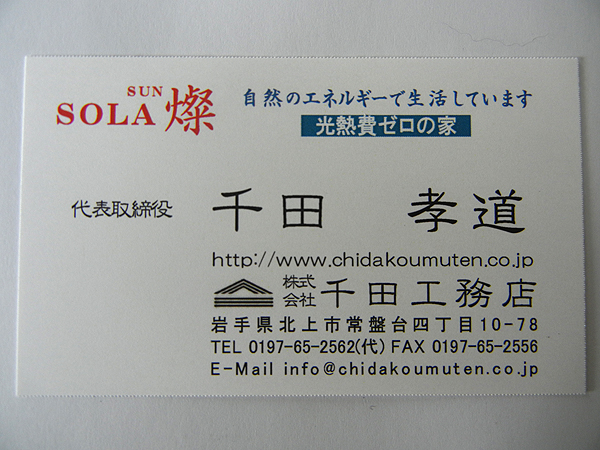 SUN
SOLA燦
自然のエネルギーで生活しています
光熱費ゼロの家
代表取締役 千田 孝道
http://www.chidakoumuten.co.jp
株式会社 千田工務店
岩手県北上市常盤台四丁目10-78
TEL 0197-65-2562(代) FAX 0197-65-2556
E-Mail info@chidakoumuten.co.jp